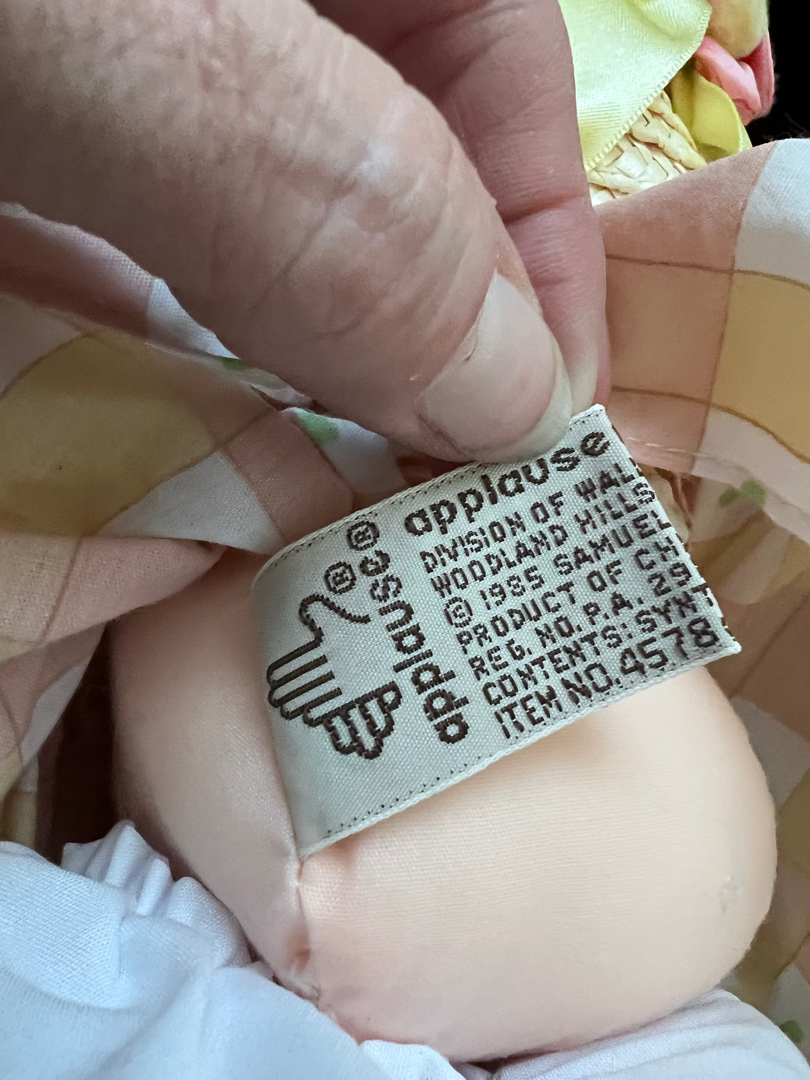 applause
DIVISION OF WAL
WOODLAND HILLS
© 1985 SAMUEL
PRODUCT OF CH
REG. NO. P.A. 29
CONTENTS: SYNT
ITEM NO. 4578
applause®
®